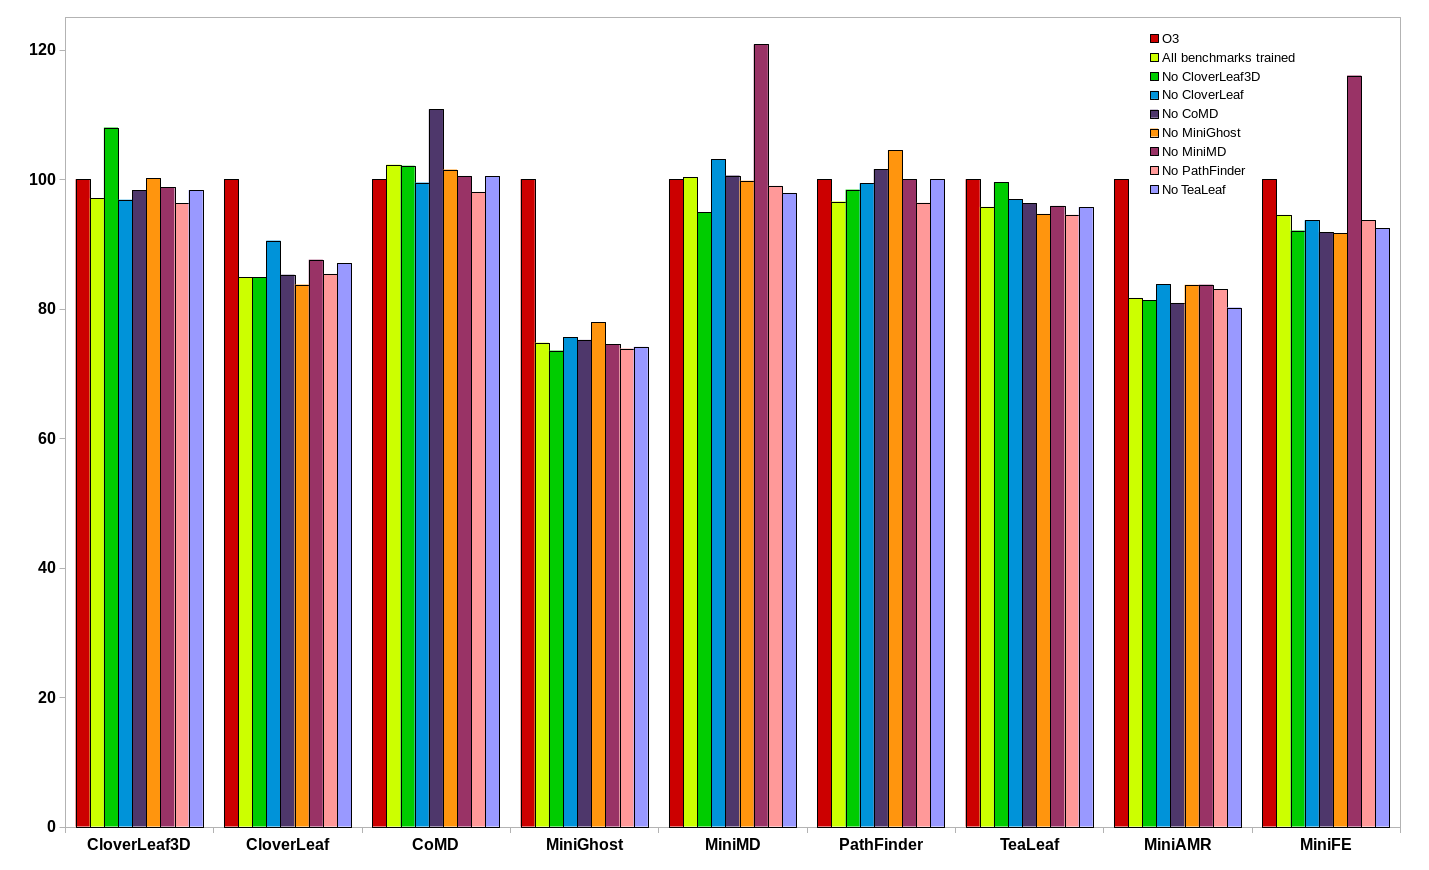 120
100
80
60
40
20
0
O3
All benchmarks trained
No CloverLeaf3D
No CloverLeaf
No CoMD
No MiniGhost
No MiniMD
No PathFinder
No TeaLeaf
CloverLeaf3D CloverLeaf CoMD MiniGhost MiniMD PathFinder TeaLeaf MiniAMR MiniFE